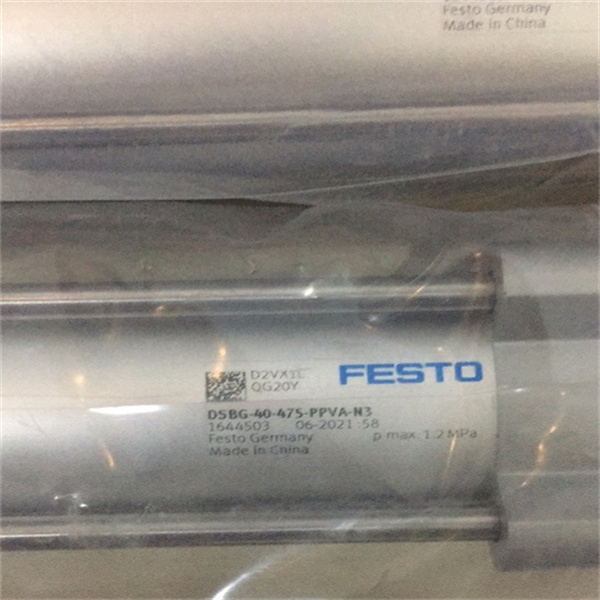 Festo Germany
Made in China
D2VX
QG20Y
FESTO
DSBG-40-475-PPVA-N3
1644503 06-2021 :58
Festo Germany p max. 1.2 MPa
Made in China